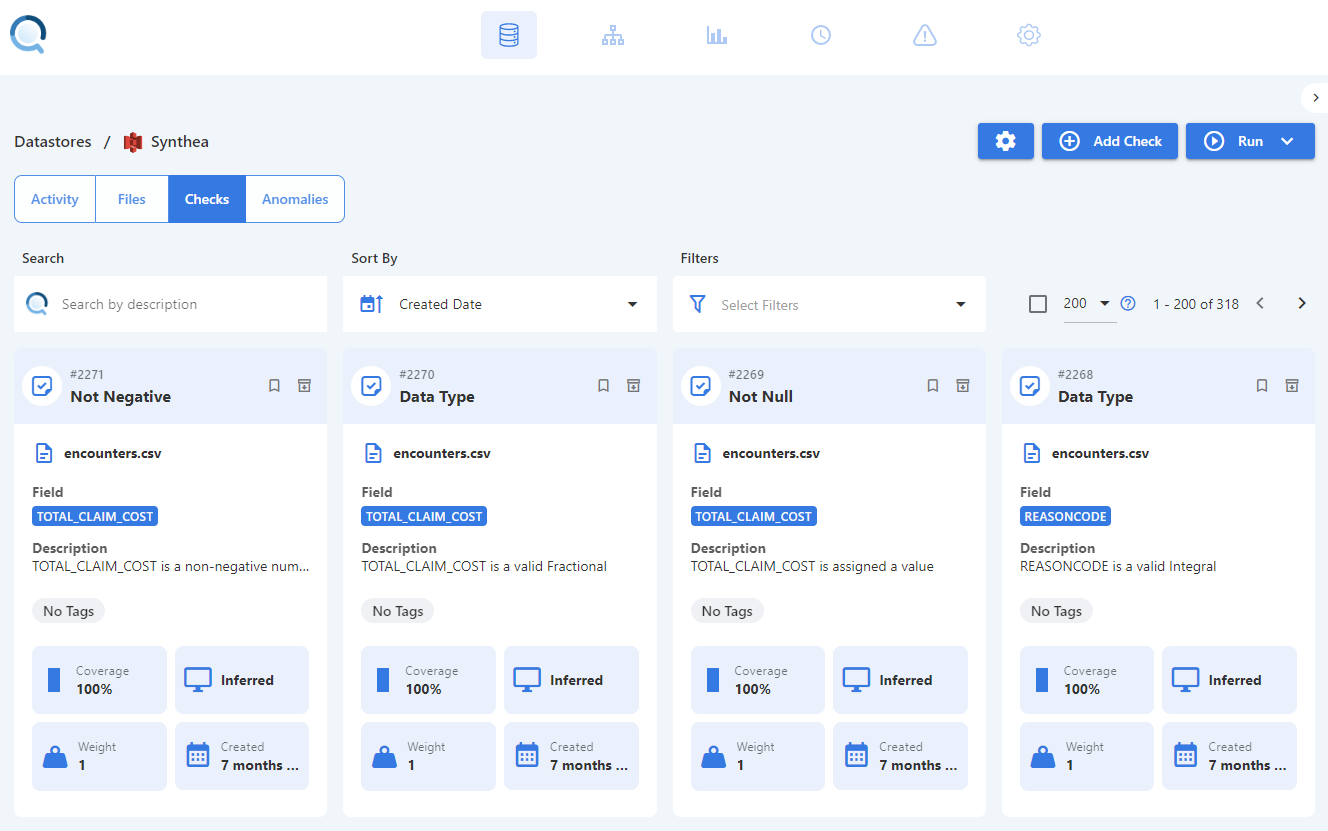 Datastores / Synthea
Add Check
Run
Activity
Files
Checks
Anomalies
Search
Sort By
Filters
Search by description
Created Date
Select Filters
200
1 - 200 of 318
#2271
Not Negative
encounters.csv
Field
TOTAL_CLAIM_COST
Description
TOTAL_CLAIM_COST is a non-negative num...
No Tags
Coverage
100%
Inferred
Weight
1
Created
7 months ...
#2270
Data Type
encounters.csv
Field
TOTAL_CLAIM_COST
Description
TOTAL_CLAIM_COST is a valid Fractional
No Tags
Coverage
100%
Inferred
Weight
1
Created
7 months ...
#2269
Not Null
encounters.csv
Field
TOTAL_CLAIM_COST
Description
TOTAL_CLAIM_COST is assigned a value
No Tags
Coverage
100%
Inferred
Weight
1
Created
7 months ...
#2268
Data Type
encounters.csv
Field
REASONCODE
Description
REASONCODE is a valid Integral
No Tags
Coverage
100%
Inferred
Weight
1
Created
7 months ...